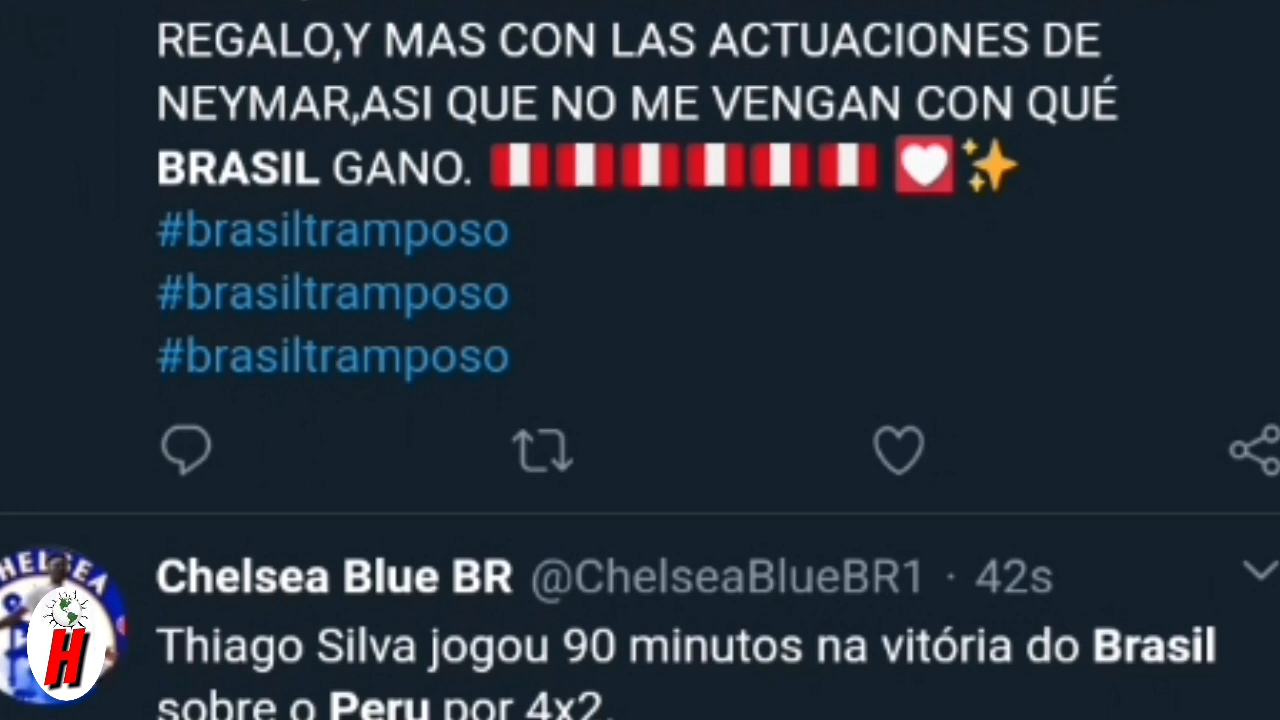 REGALO,Y MAS CON LAS ACTUACIONES DE
NEYMAR,ASI QUE NO ME VENGAN CON QUÉ
BRASIL GANO.
#brasiltramposo
#brasiltramposo
#brasiltramposo
CHELSEA
H
Chelsea Blue BR @ChelseaBlueBR1 · 42s
Thiago Silva jogou 90 minutos na vitória do Brasil
sobre o Peru por 4x2.